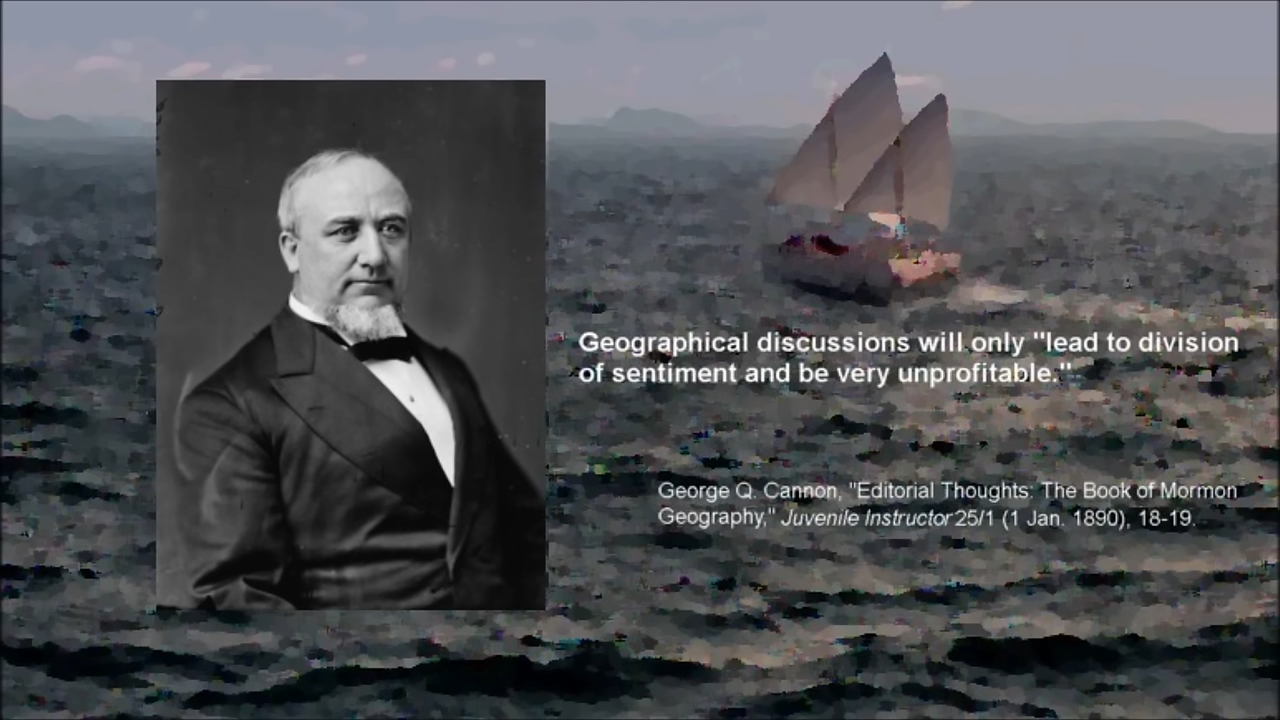 Geographical discussions will only "lead to division
of sentiment and be very unprofitable."
George Q. Cannon, "Editorial Thoughts: The Book of Mormon
Geography," Juvenile Instructor 25/1 (1 Jan. 1890), 18-19.